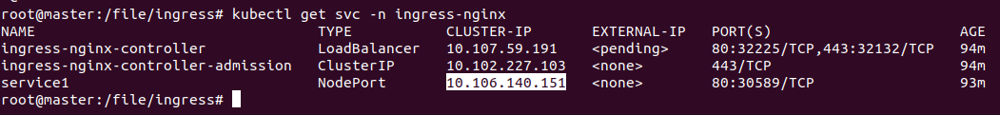 root@master:/file/ingress# kubectl get svc -n ingress-nginx
NAME TYPE CLUSTER-IP EXTERNAL-IP PORT(S) AGE
ingress-nginx-controller LoadBalancer 10.107.59.191 <pending> 80:32225/TCP,443:32132/TCP 94m
ingress-nginx-controller-admission ClusterIP 10.102.227.103 <none> 443/TCP 94m
service1 NodePort 10.106.140.151 <none> 80:30589/TCP 93m
root@master:/file/ingress#